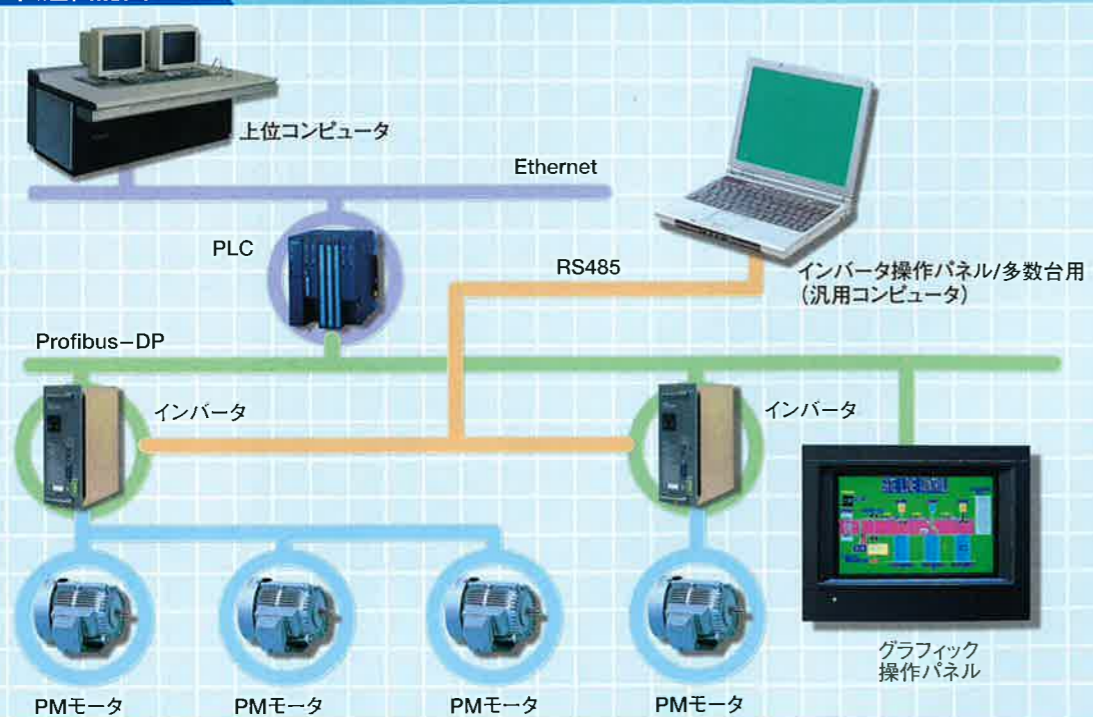 上位コンピュータ
Ethernet
PLC
RS485
インバータ操作パネル/多数台用
(汎用コンピュータ)
Profibus−DP
インバータ
インバータ
グラフィック
操作パネル
PMモータ
PMモータ
PMモータ
PMモータ